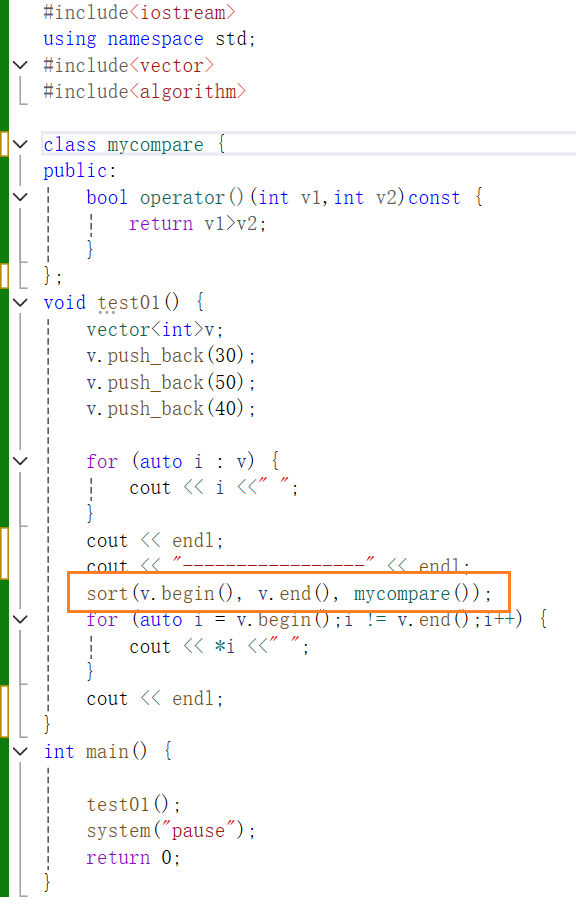 #include<iostream>
using namespace std;
#include<vector>
#include<algorithm>
class mycompare {
public:
bool operator()(int v1,int v2)const {
return v1>v2;
}
};
void test01() {
vector<int>v;
v.push_back(30);
v.push_back(50);
v.push_back(40);
for (auto i : v) {
cout << i <<" ";
}
cout << endl;
cout << "-----------------" << endl;
sort(v.begin(), v.end(), mycompare());
for (auto i = v.begin();i != v.end();i++) {
cout << *i <<" ";
}
cout << endl;
}
int main() {
test01();
system("pause");
return 0;
}